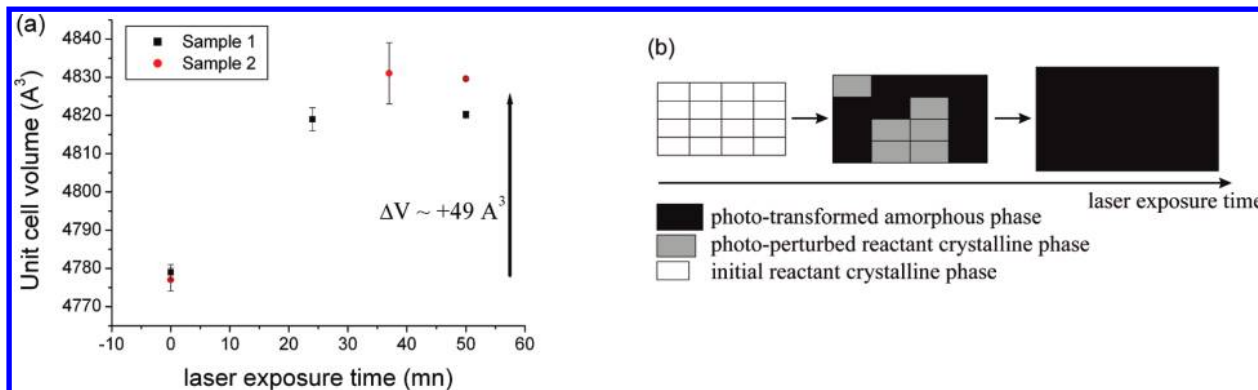 (a)
Sample 1
Sample 2
Unit cell volume (A³)
4840
4830
4820
4810
4800
4790
4780
4770
ΔV ~ +49 A³
-10 0 10 20 30 40 50 60
laser exposure time (mn)
(b)
laser exposure time
photo-transformed amorphous phase
photo-perturbed reactant crystalline phase
initial reactant crystalline phase